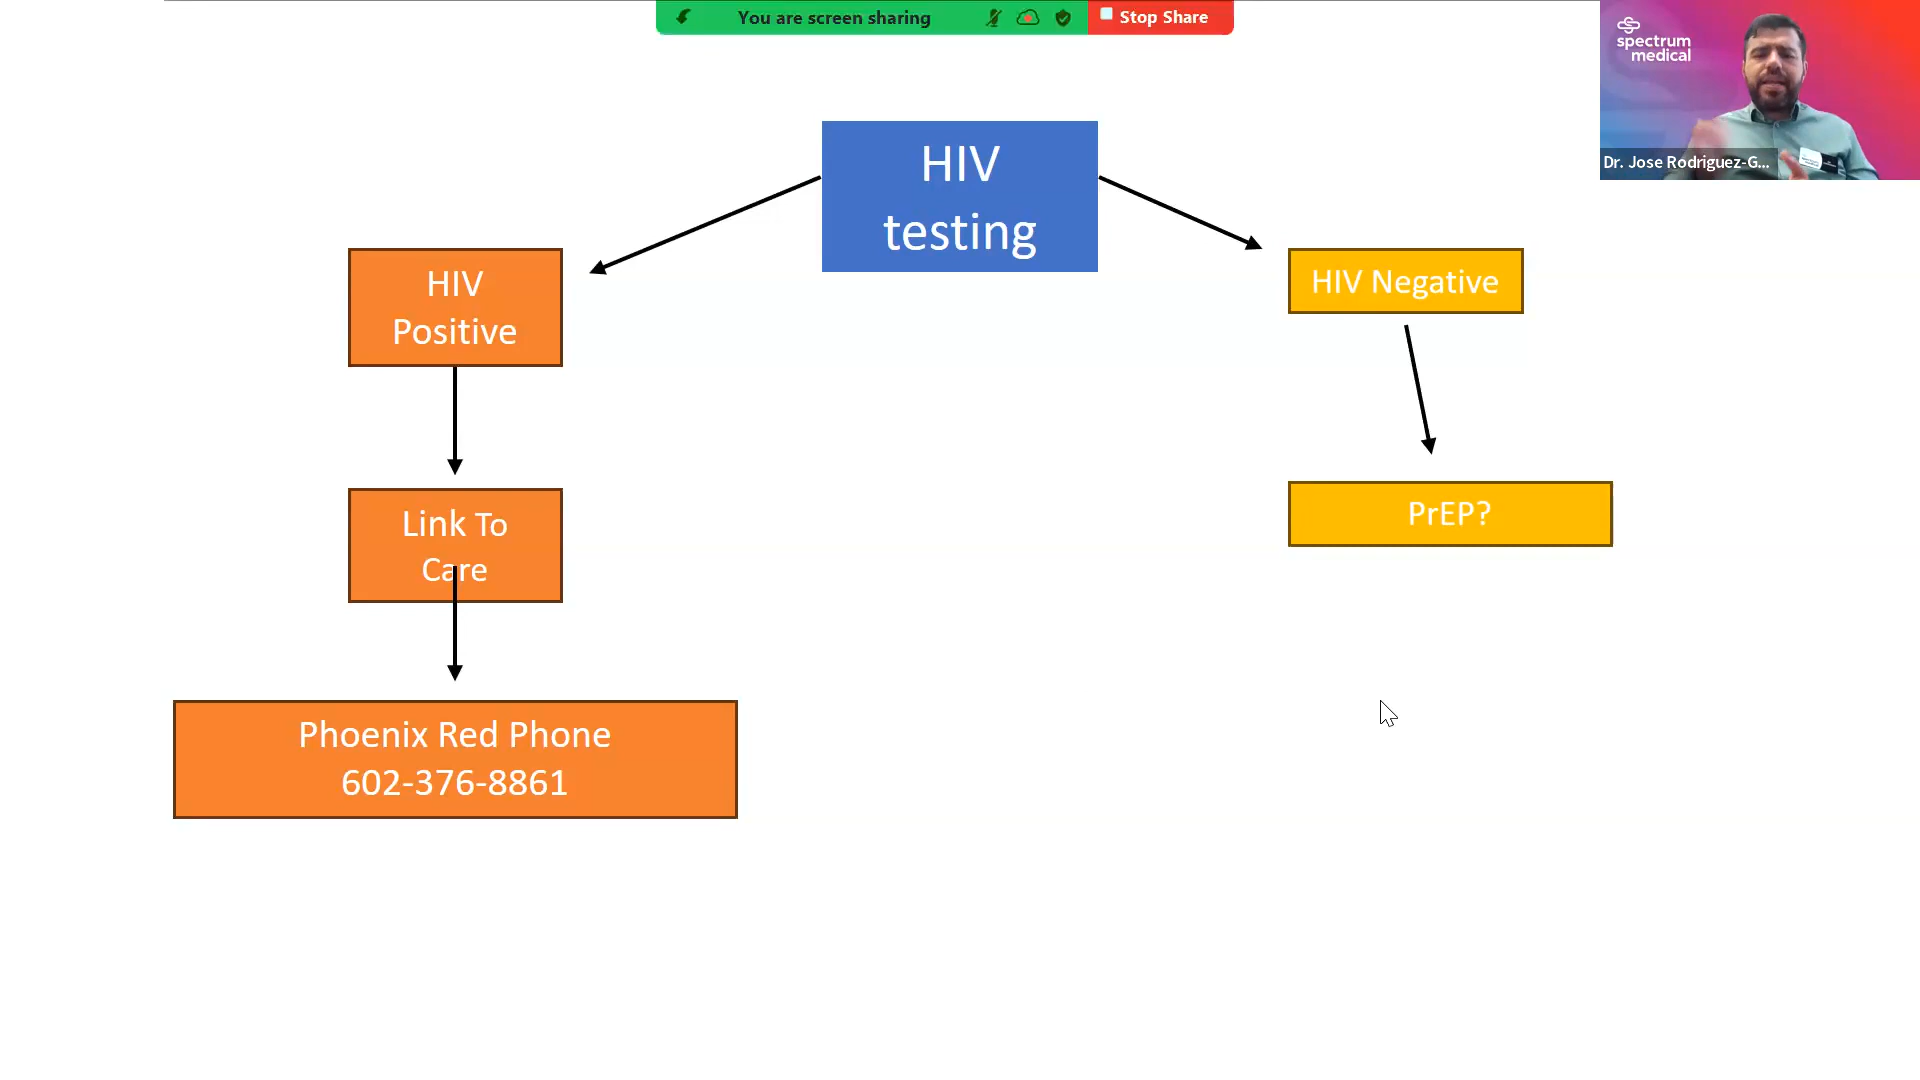 You are screen sharing
Stop Share
spectrum
medical
Dr. Jose Rodriguez-G...
HIV
testing
HIV
Positive
HIV Negative
Link To
Care
PrEP?
Phoenix Red Phone
602-376-8861